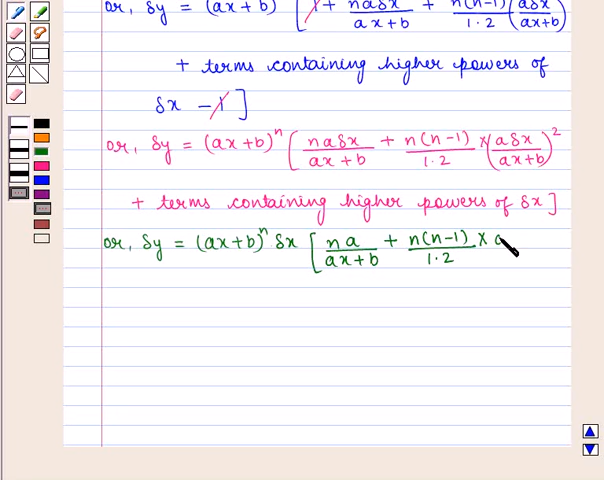 or, δy = (ax+b) [1 + naδx/(ax+b) + n(n-1)/(1·2) (aδx/(ax+b))
+ terms containing higher powers of
δx - 1]
or, δy = (ax+b)^n [naδx/(ax+b) + n(n-1)/(1·2) × (aδx/(ax+b))^2
+ terms containing higher powers of δx]
or, δy = (ax+b)^n δx [na/(ax+b) + n(n-1)/(1·2) × a